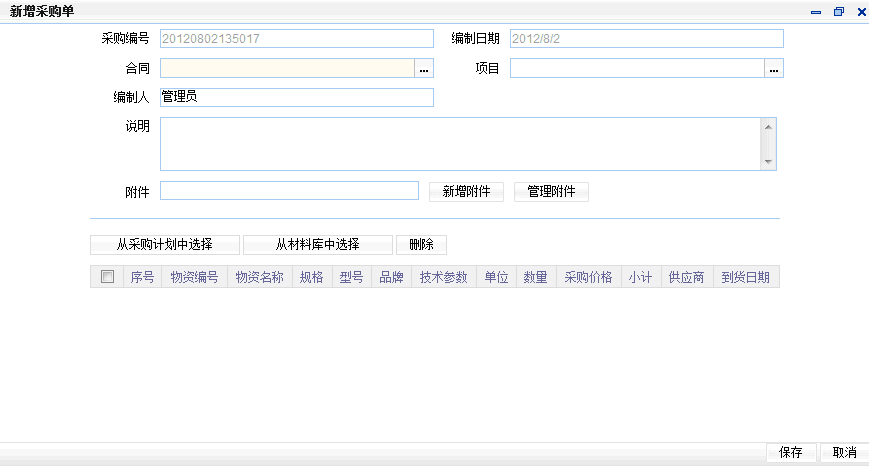 新增采购单
采购编号 20120802135017 编制日期 2012/8/2
合同 ... 项目 ...
编制人 管理员
说明
附件 新增附件 管理附件
从采购计划中选择 从材料库中选择 删除
序号 物资编号 物资名称 规格 型号 品牌 技术参数 单位 数量 采购价格 小计 供应商 到货日期
保存 取消